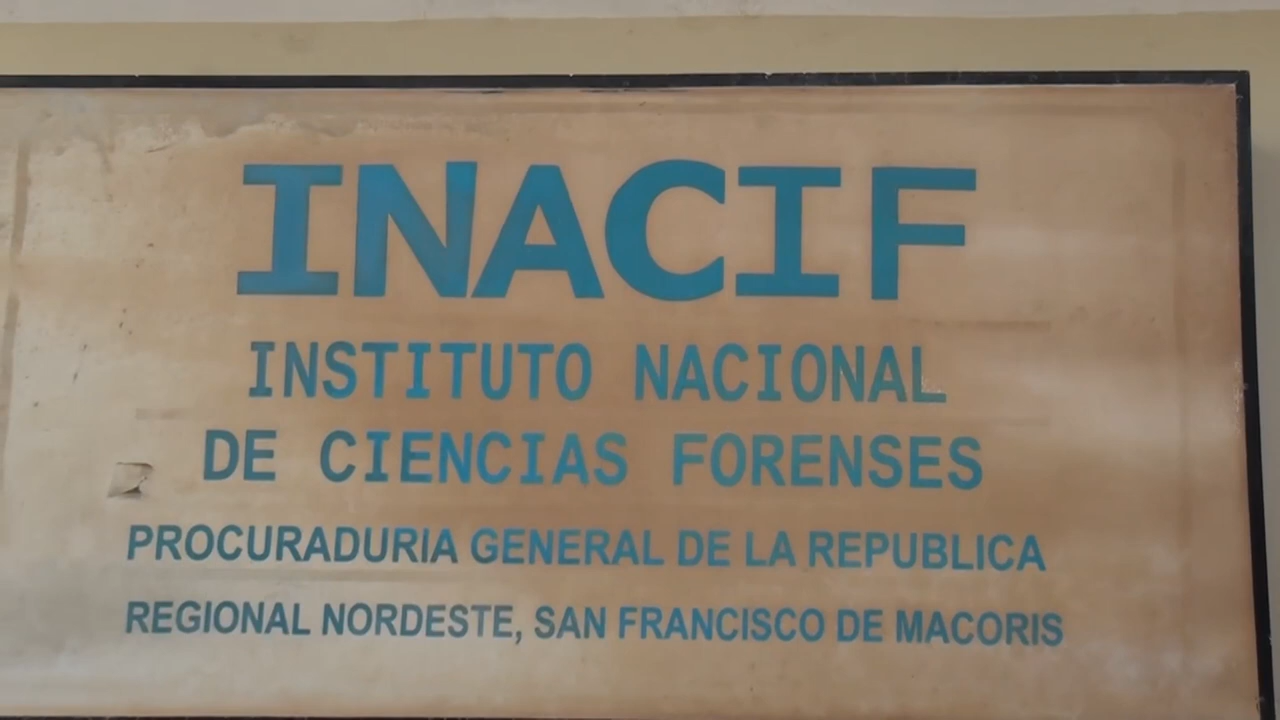 INACIF
INSTITUTO NACIONAL
DE CIENCIAS FORENSES
PROCURADURIA GENERAL DE LA REPUBLICA
REGIONAL NORDESTE, SAN FRANCISCO DE MACORIS